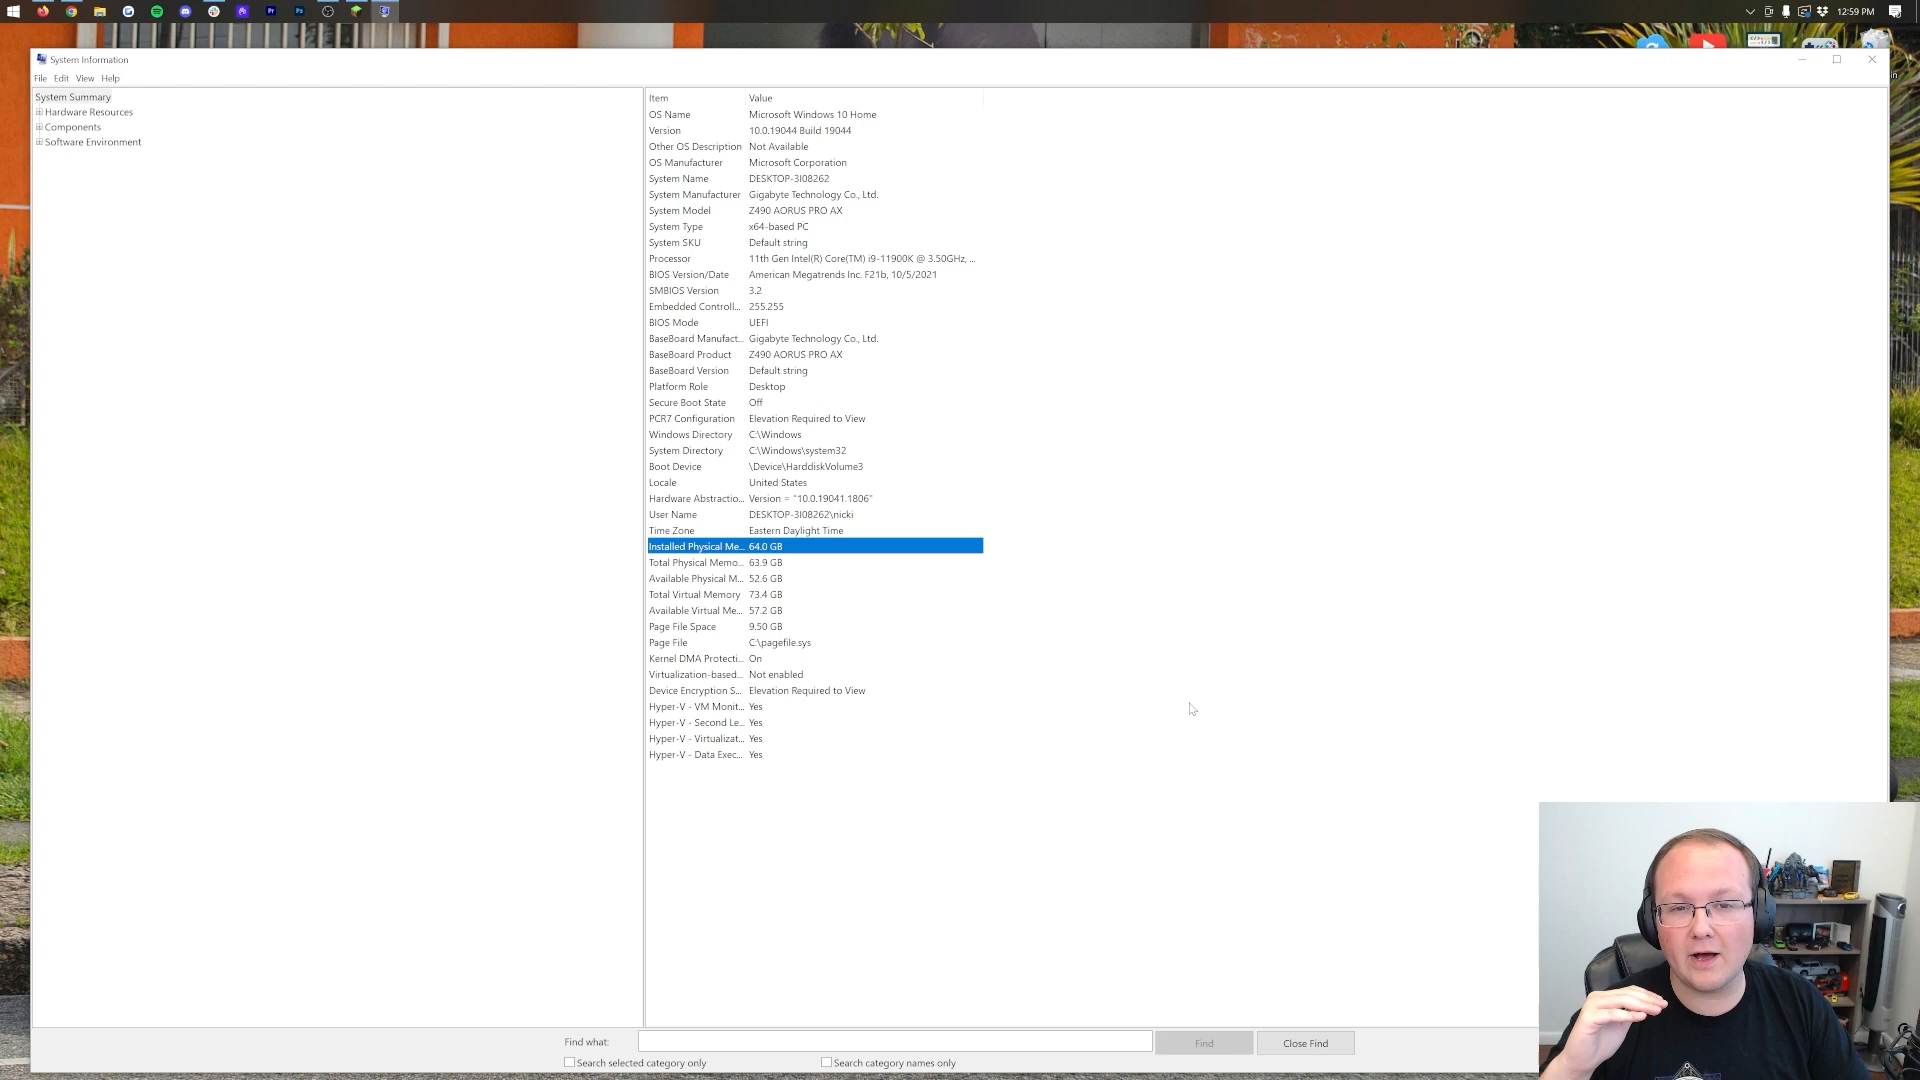 12:59 PM
System Information
File Edit View Help
System Summary
Hardware Resources
Components
Software Environment
Item Value
OS Name Microsoft Windows 10 Home
Version 10.0.19044 Build 19044
Other OS Description Not Available
OS Manufacturer Microsoft Corporation
System Name DESKTOP-3I08262
System Manufacturer Gigabyte Technology Co., Ltd.
System Model Z490 AORUS PRO AX
System Type x64-based PC
System SKU Default string
Processor 11th Gen Intel(R) Core(TM) i9-11900K @ 3.50GHz, ...
BIOS Version/Date American Megatrends Inc. F21b, 10/5/2021
SMBIOS Version 3.2
Embedded Controll... 255.255
BIOS Mode UEFI
BaseBoard Manufact... Gigabyte Technology Co., Ltd.
BaseBoard Product Z490 AORUS PRO AX
BaseBoard Version Default string
Platform Role Desktop
Secure Boot State Off
PCR7 Configuration Elevation Required to View
Windows Directory C:\Windows
System Directory C:\Windows\system32
Boot Device \Device\HarddiskVolume3
Locale United States
Hardware Abstractio... Version = "10.0.19041.1806"
User Name DESKTOP-3I08262\nicki
Time Zone Eastern Daylight Time
Installed Physical Me... 64.0 GB
Total Physical Memo... 63.9 GB
Available Physical M... 52.6 GB
Total Virtual Memory 73.4 GB
Available Virtual Me... 57.2 GB
Page File Space 9.50 GB
Page File C:\pagefile.sys
Kernel DMA Protecti... On
Virtualization-based... Not enabled
Device Encryption S... Elevation Required to View
Hyper-V - VM Monit... Yes
Hyper-V - Second Le... Yes
Hyper-V - Virtualizat... Yes
Hyper-V - Data Exec... Yes
Find what:
Find
Close Find
Search selected category only
Search category names only